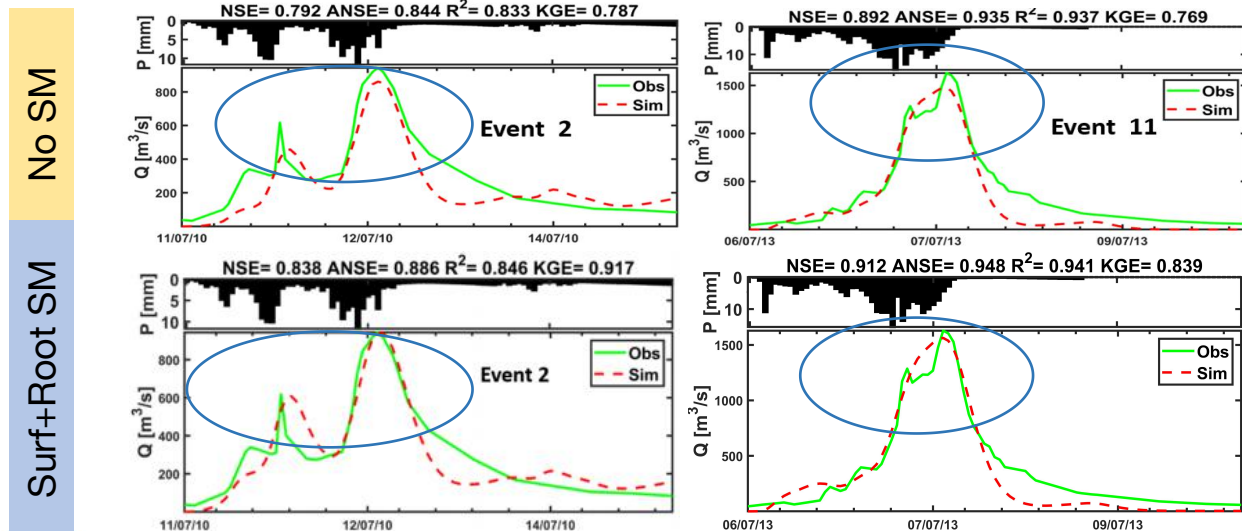 No SM
NSE= 0.792 ANSE= 0.844 R²= 0.833 KGE= 0.787
P [mm]
0
5
10
Q [m³/s]
800
600
400
200
Obs
Sim
Event 2
11/07/10
12/07/10
14/07/10
NSE= 0.892 ANSE= 0.935 R²= 0.937 KGE= 0.769
P [mm]
0
10
Q [m³/s]
1500
1000
500
Obs
Sim
Event 11
06/07/13
07/07/13
09/07/13
Surf+Root SM
NSE= 0.838 ANSE= 0.886 R²= 0.846 KGE= 0.917
P [mm]
0
5
10
Q [m³/s]
800
600
400
200
Obs
Sim
Event 2
11/07/10
12/07/10
14/07/10
NSE= 0.912 ANSE= 0.948 R²= 0.941 KGE= 0.839
P [mm]
0
10
Q [m³/s]
1500
1000
500
Obs
Sim
06/07/13
07/07/13
09/07/13